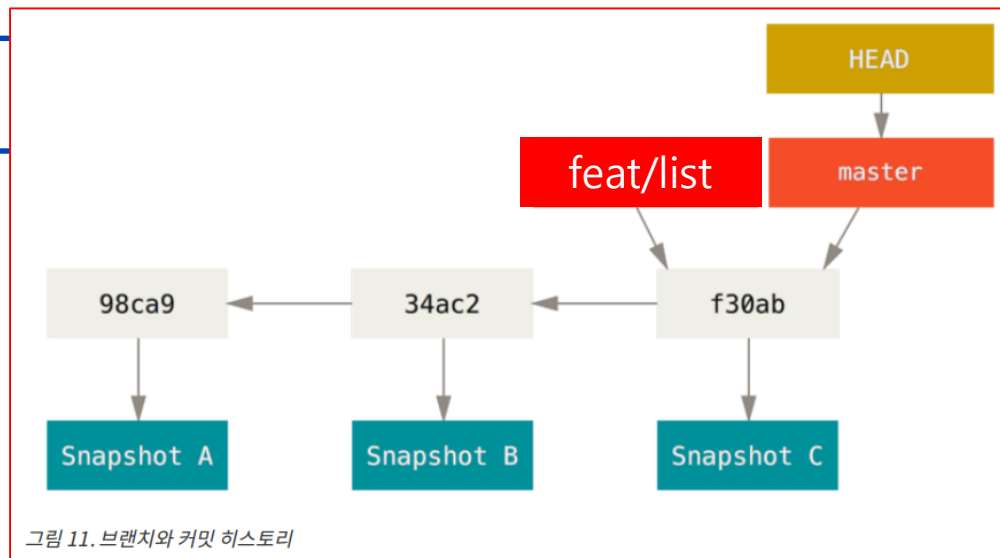 HEAD
feat/list
master
98ca9
34ac2
f30ab
Snapshot A
Snapshot B
Snapshot C
그림 11. 브랜치와 커밋 히스토리